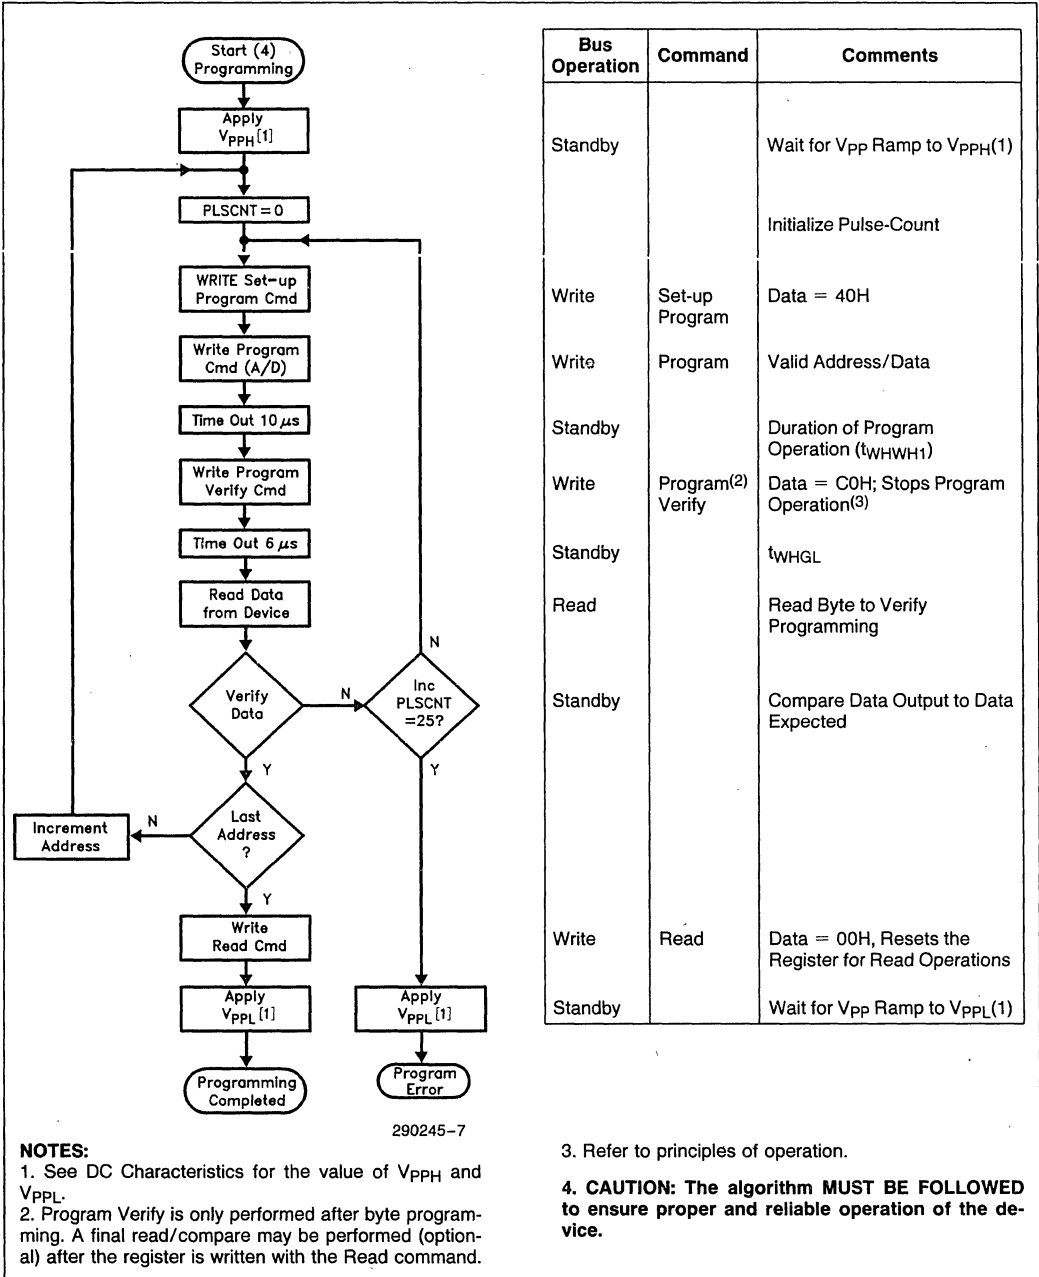 Start (4)
Programming
Apply
VPPH[1]
PLSCNT = 0
WRITE Set-up
Program Cmd
Write Program
Cmd (A/D)
Time Out 10 μs
Write Program
Verify Cmd
Time Out 6 μs
Read Data
from Device
N
Verify
Data
N
Inc
PLSCNT
=25?
Y
Y
Increment
Address
N
Last
Address
?
Y
Write
Read Cmd
Apply
VPPL[1]
Apply
VPPL[1]
Programming
Completed
Program
Error
290245-7
Bus
Operation
Command
Comments
Standby
Wait for VPP Ramp to VPPH(1)
Initialize Pulse-Count
Write
Set-up
Program
Data = 40H
Write
Program
Valid Address/Data
Standby
Duration of Program
Operation (tWHWH1)
Write
Program(2)
Verify
Data = C0H; Stops Program
Operation(3)
Standby
tWHGL
Read
Read Byte to Verify
Programming
Standby
Compare Data Output to Data
Expected
Write
Read
Data = 00H, Resets the
Register for Read Operations
Standby
Wait for VPP Ramp to VPPL(1)
NOTES:
1. See DC Characteristics for the value of VPPH and
VPPL.
2. Program Verify is only performed after byte program-
ming. A final read/compare may be performed (option-
al) after the register is written with the Read command.
3. Refer to principles of operation.
4. CAUTION: The algorithm MUST BE FOLLOWED
to ensure proper and reliable operation of the de-
vice.